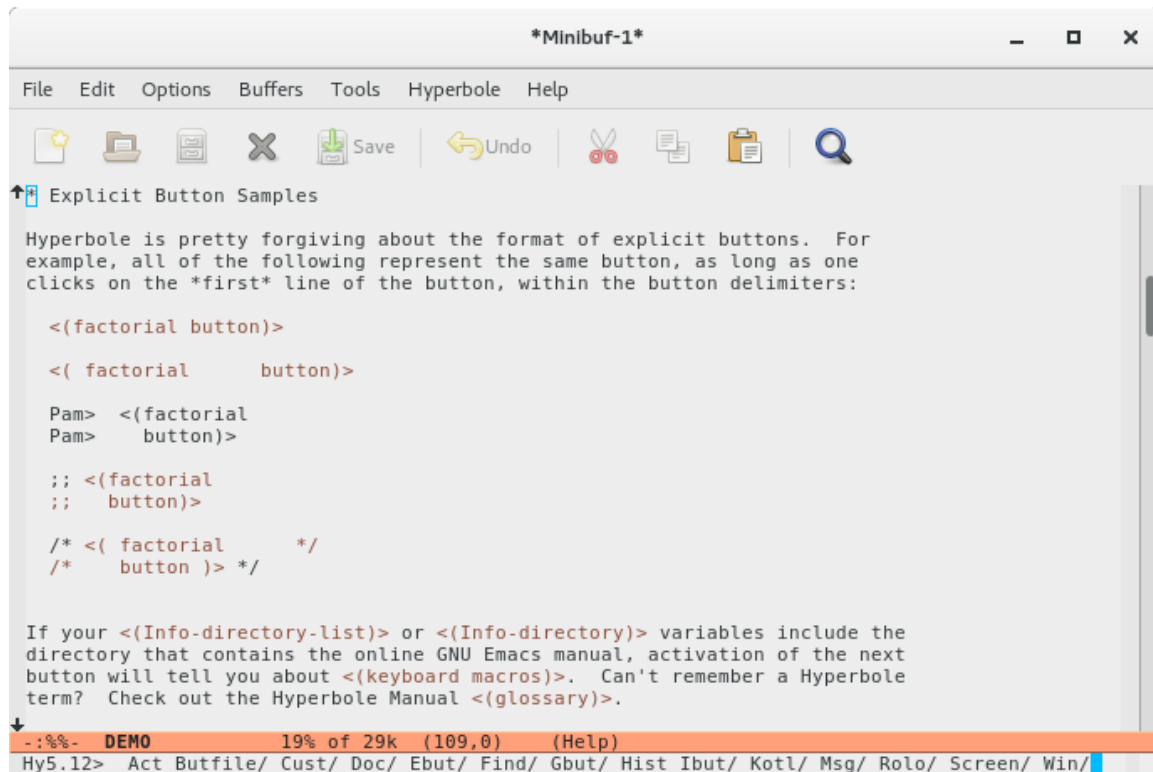 *Minibuf-1*
File Edit Options Buffers Tools Hyperbole Help
Save Undo
* Explicit Button Samples
Hyperbole is pretty forgiving about the format of explicit buttons.  For
example, all of the following represent the same button, as long as one
clicks on the *first* line of the button, within the button delimiters:
<(factorial button)>
<( factorial      button)>
Pam>  <(factorial
Pam>    button)>
;; <(factorial
;;   button)>
/* <( factorial      */
/*    button )> */
If your <(Info-directory-list)> or <(Info-directory)> variables include the
directory that contains the online GNU Emacs manual, activation of the next
button will tell you about <(keyboard macros)>.  Can't remember a Hyperbole
term?  Check out the Hyperbole Manual <(glossary)>.
-:%%-  DEMO           19% of 29k  (109,0)    (Help)
Hy5.12>  Act Butfile/ Cust/ Doc/ Ebut/ Find/ Gbut/ Hist Ibut/ Kotl/ Msg/ Rolo/ Screen/ Win/